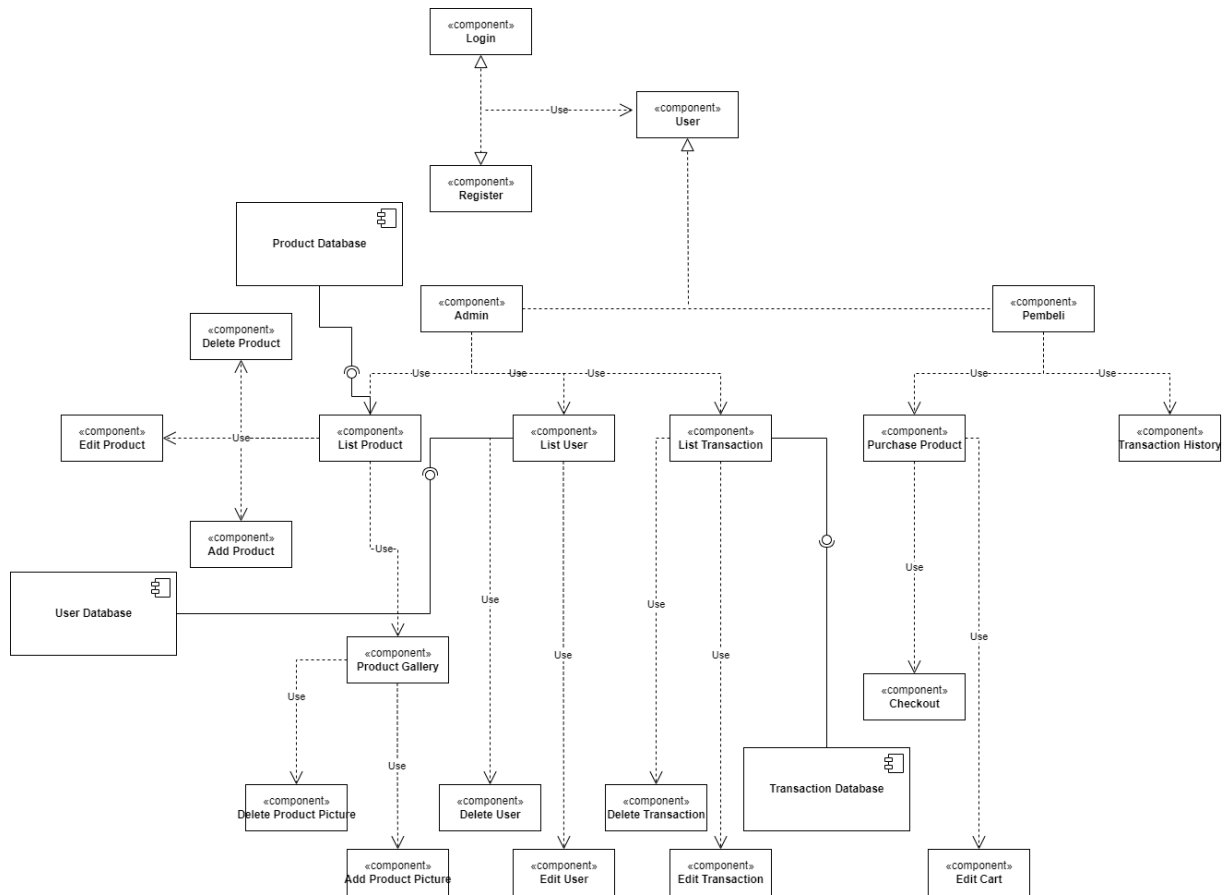 «component»
Login
Use
«component»
User
«component»
Register
Product Database
«component»
Admin
«component»
Pembeli
«component»
Delete Product
Use
Use
Use
Use
Use
«component»
Edit Product
Use
«component»
List Product
«component»
List User
«component»
List Transaction
«component»
Purchase Product
«component»
Transaction History
«component»
Add Product
Use
User Database
Use
Use
Use
Use
Use
Use
«component»
Product Gallery
Use
«component»
Checkout
Use
Transaction Database
«component»
Delete Product Picture
«component»
Delete User
«component»
Delete Transaction
«component»
Add Product Picture
«component»
Edit User
«component»
Edit Transaction
«component»
Edit Cart